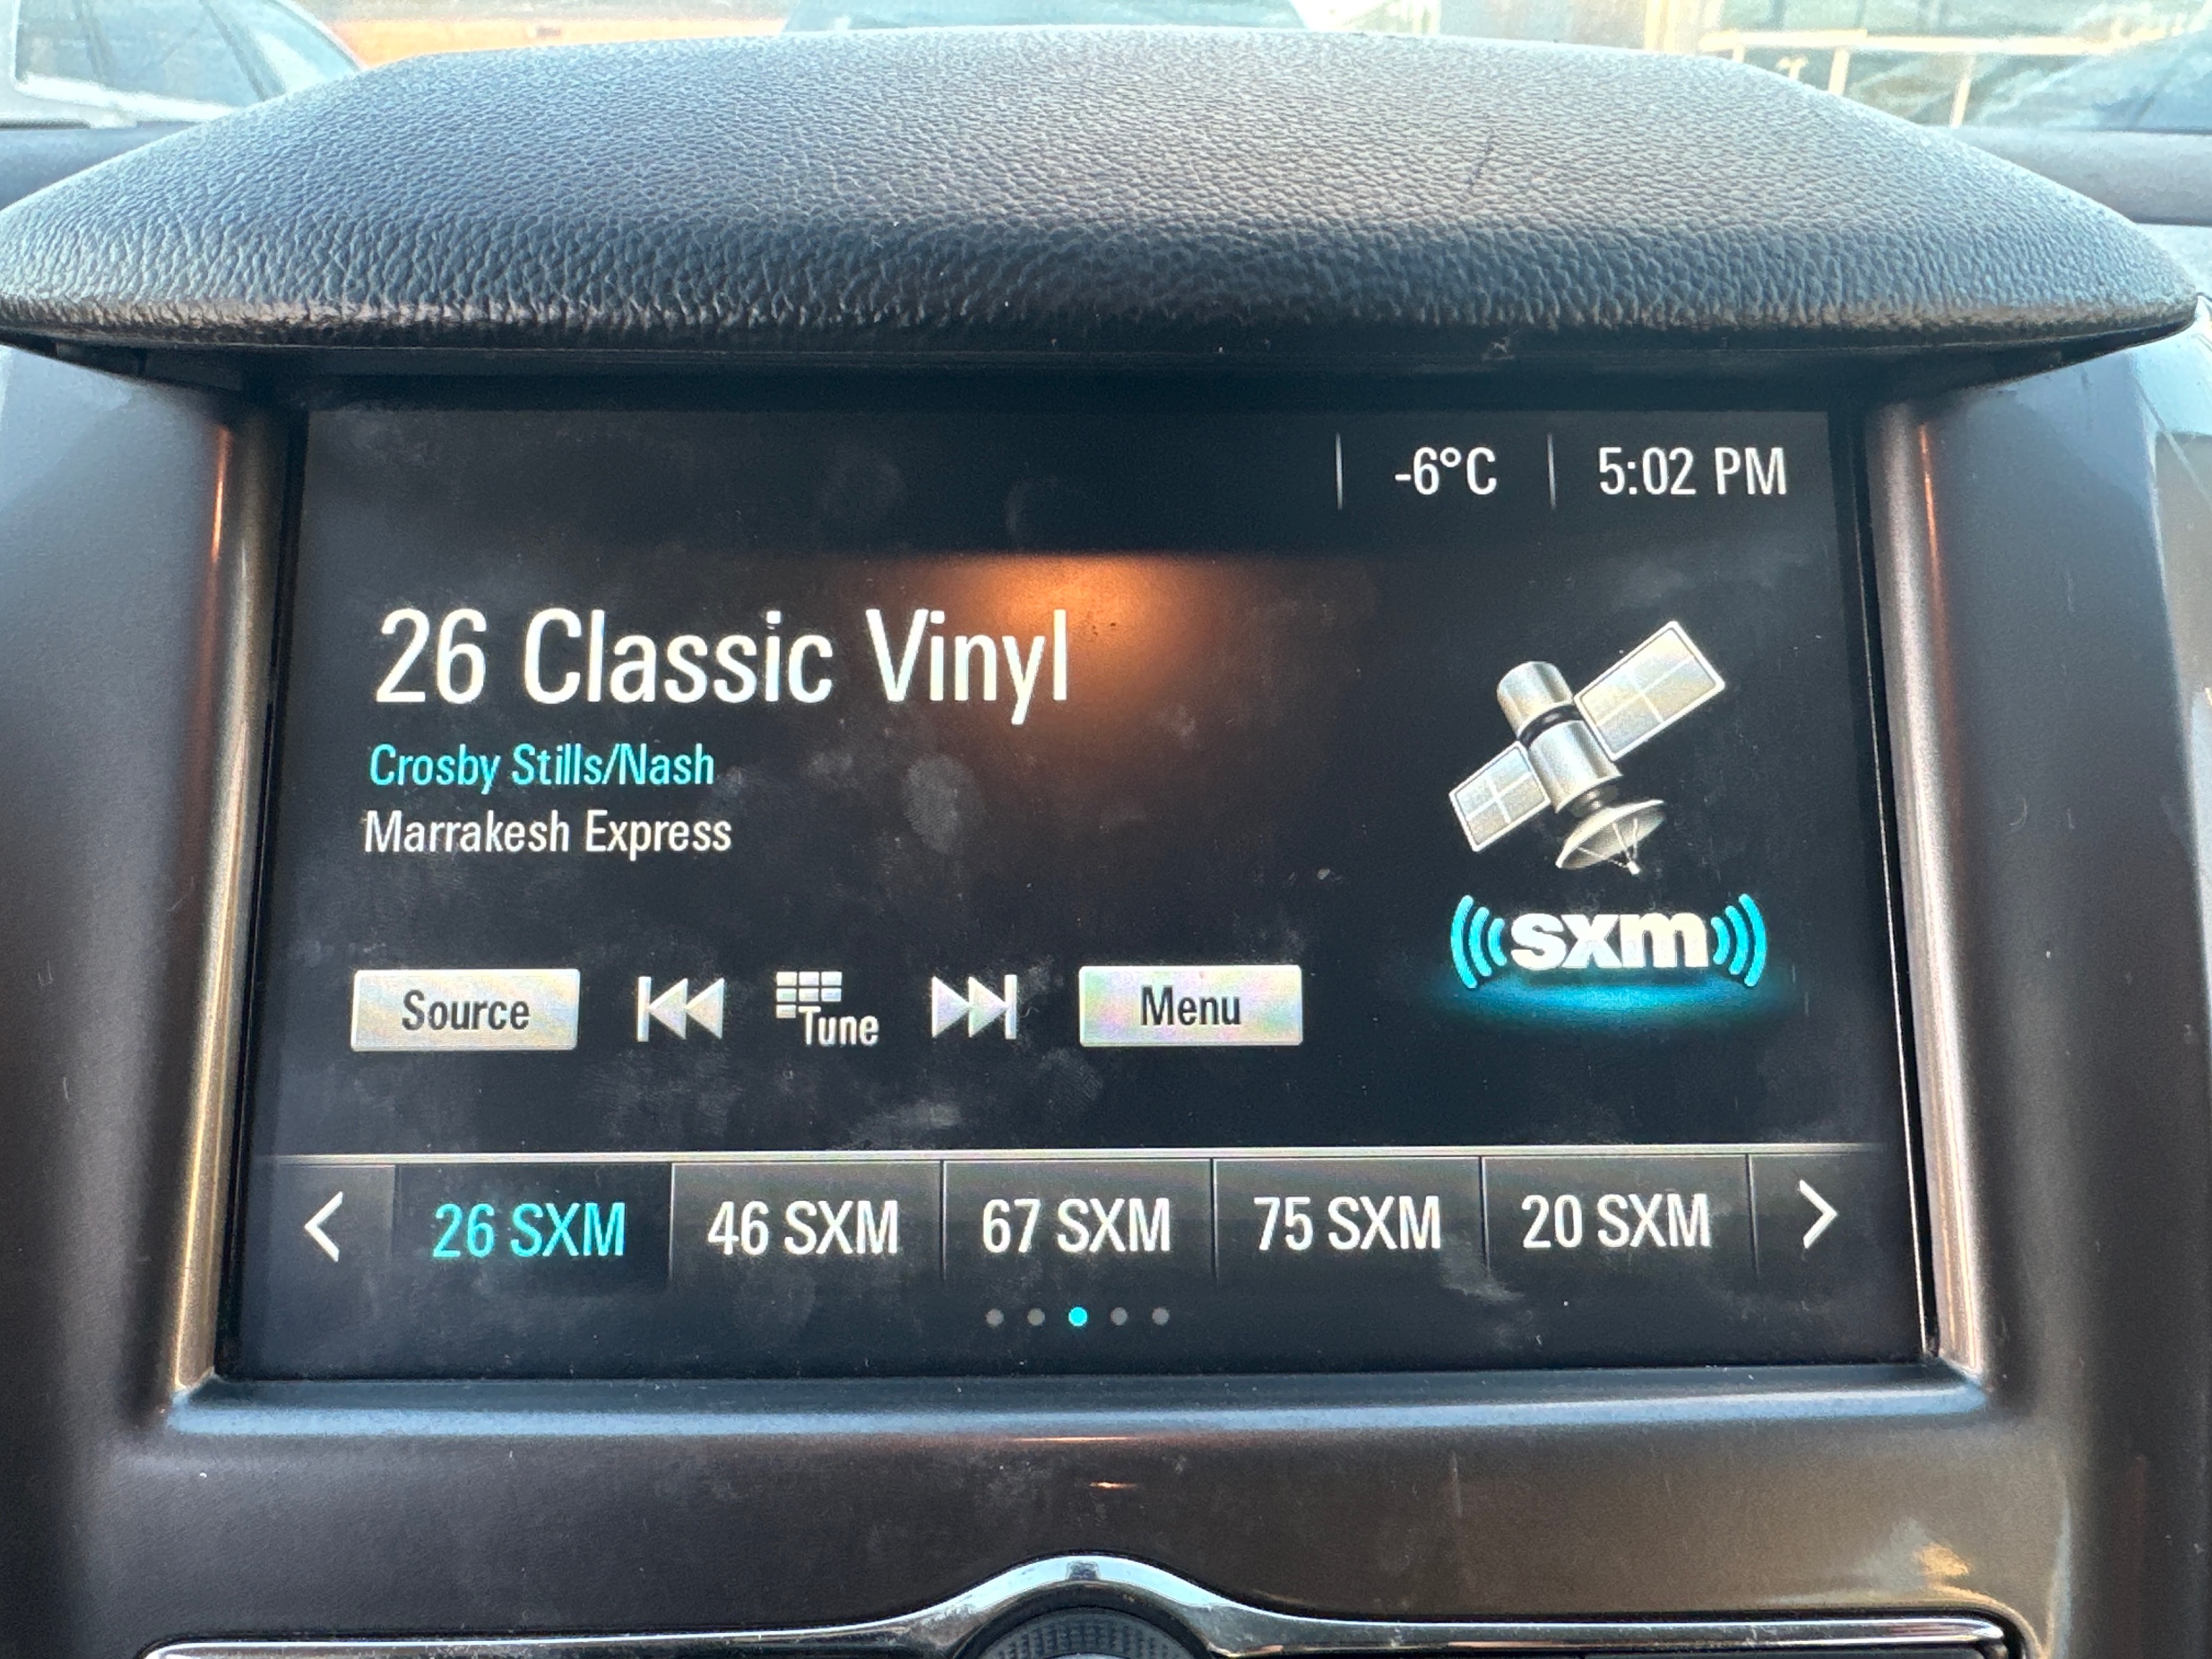 -6°C 5:02 PM
26 Classic Vinyl
Crosby Stills/Nash
Marrakesh Express
sxm
Source Tune Menu
26 SXM 46 SXM 67 SXM 75 SXM 20 SXM